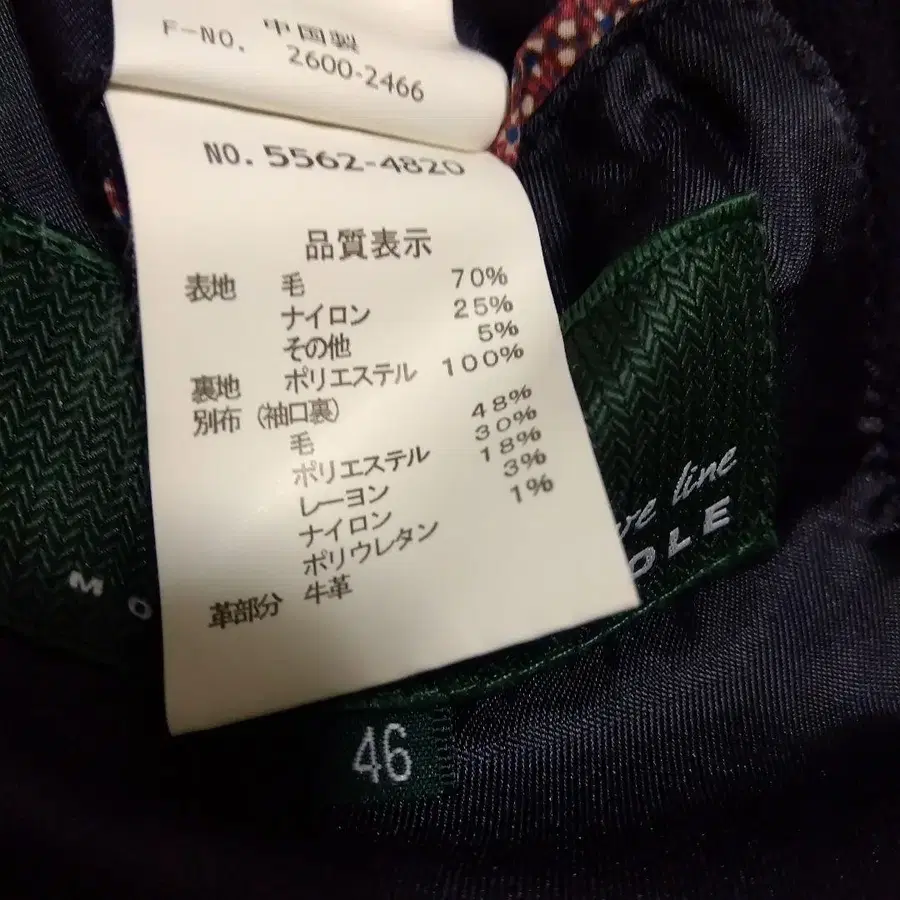 中国製
F-NO. 2600-2466
NO. 5562-4820
品質表示
表地 毛 70%
ナイロン 25%
その他 5%
裏地 ポリエステル 100%
別布(袖口裏)
毛 48%
ポリエステル 30%
レーヨン 18%
ナイロン 3%
ポリウレタン 1%
革部分 牛革
line
MO
OLE
46